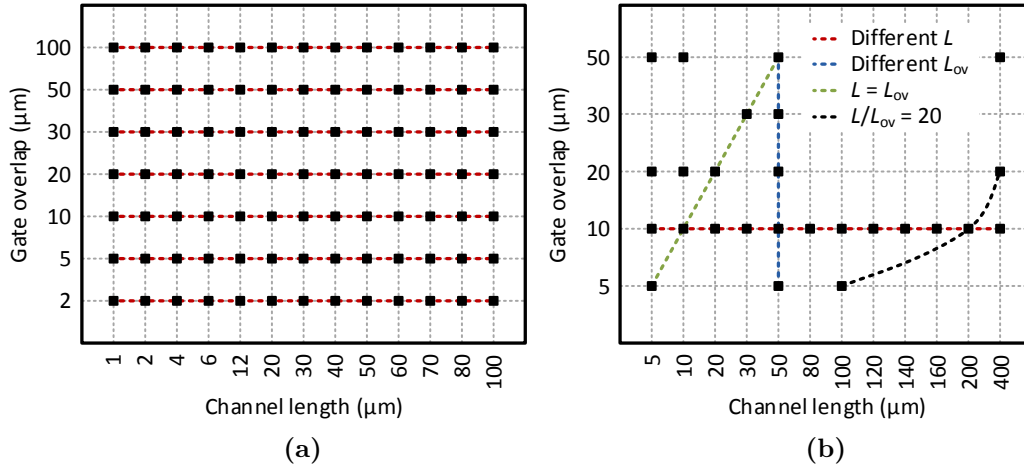 100
50
30
20
10
5
2
Gate overlap (µm)
1 2 4 6 12 20 30 40 50 60 70 80 100
Channel length (µm)
(a)
50
30
20
10
5
Gate overlap (µm)
Different L
Different Lov
L = Lov
L/Lov = 20
5 10 20 30 50 80 100 120 140 160 200 400
Channel length (µm)
(b)